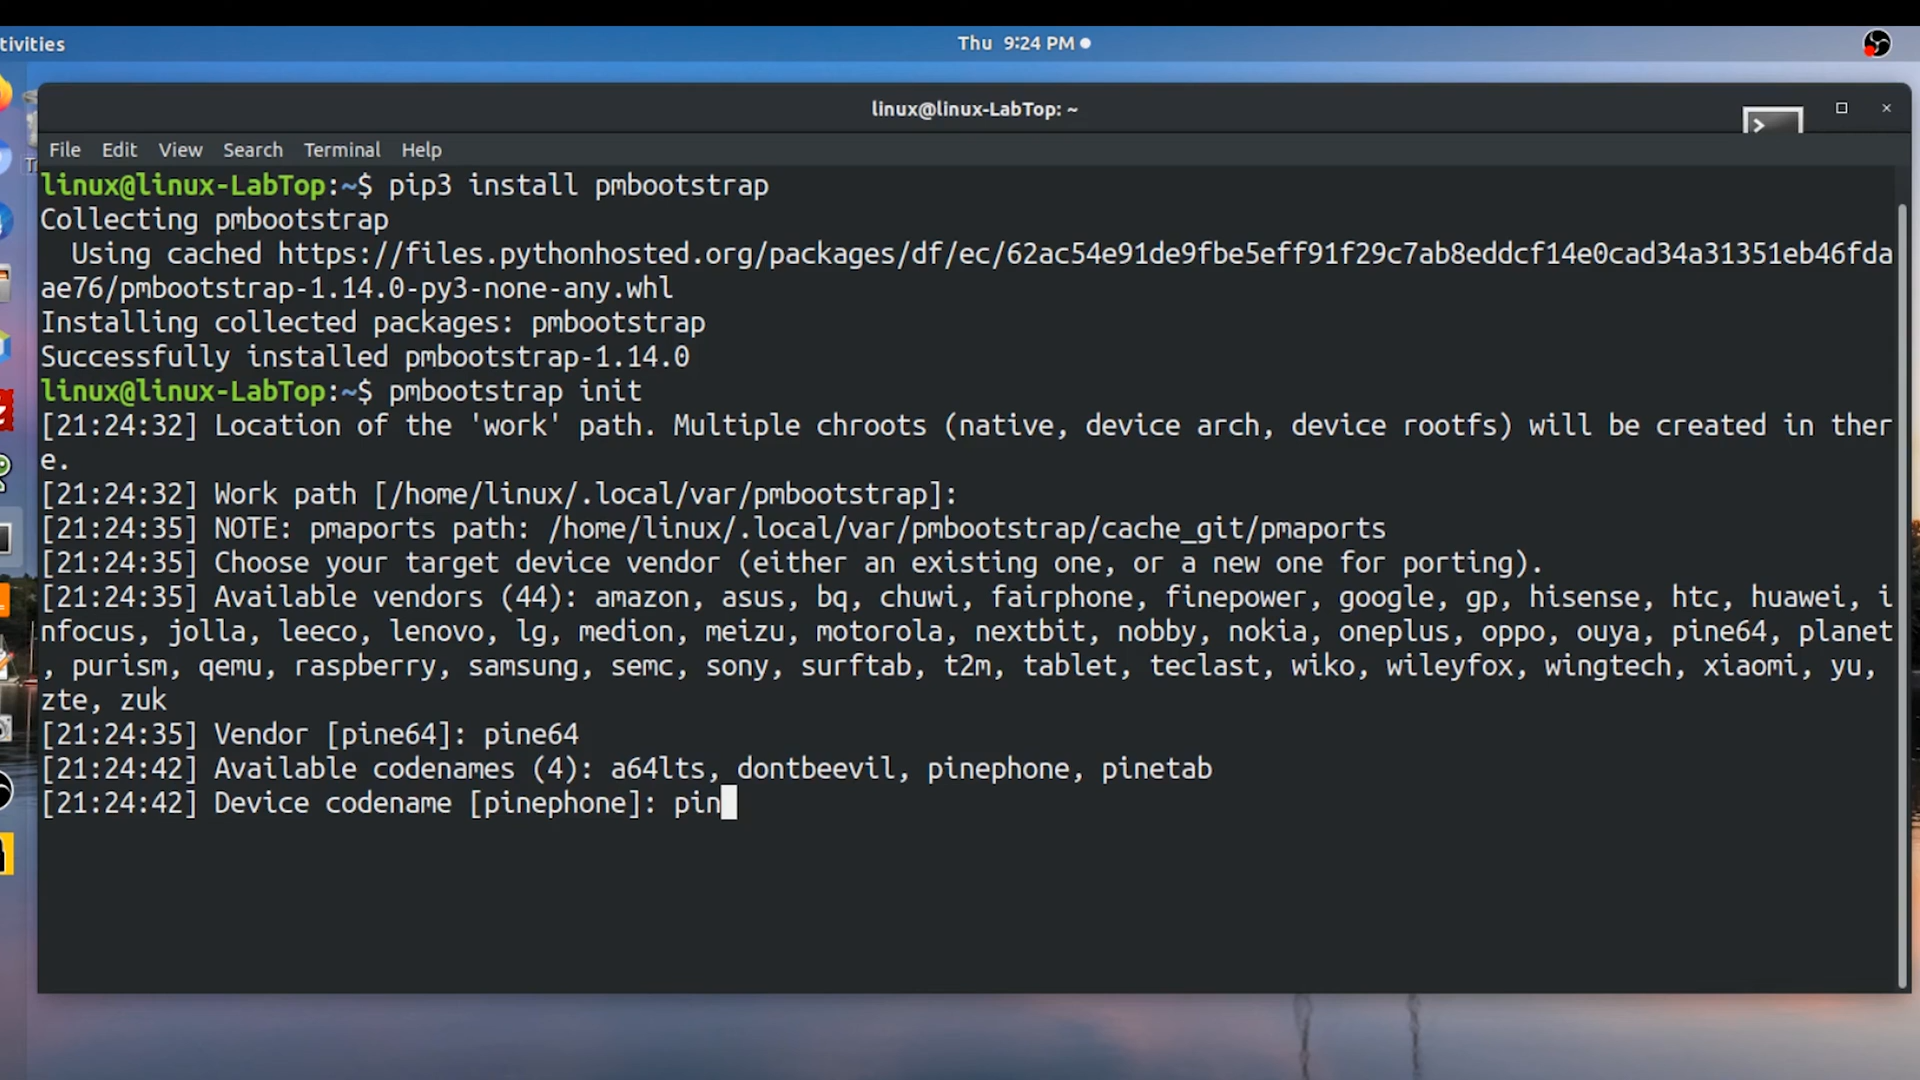 tivities
Thu 9:24 PM
linux@linux-LabTop: ~
File Edit View Search Terminal Help
linux@linux-LabTop:~$ pip3 install pmbootstrap
Collecting pmbootstrap
  Using cached https://files.pythonhosted.org/packages/df/ec/62ac54e91de9fbe5eff91f29c7ab8eddcf14e0cad34a31351eb46fda
ae76/pmbootstrap-1.14.0-py3-none-any.whl
Installing collected packages: pmbootstrap
Successfully installed pmbootstrap-1.14.0
linux@linux-LabTop:~$ pmbootstrap init
[21:24:32] Location of the 'work' path. Multiple chroots (native, device arch, device rootfs) will be created in ther
e.
[21:24:32] Work path [/home/linux/.local/var/pmbootstrap]:
[21:24:35] NOTE: pmaports path: /home/linux/.local/var/pmbootstrap/cache_git/pmaports
[21:24:35] Choose your target device vendor (either an existing one, or a new one for porting).
[21:24:35] Available vendors (44): amazon, asus, bq, chuwi, fairphone, finepower, google, gp, hisense, htc, huawei, i
nfocus, jolla, leeco, lenovo, lg, medion, meizu, motorola, nextbit, nobby, nokia, oneplus, oppo, ouya, pine64, planet
, purism, qemu, raspberry, samsung, semc, sony, surftab, t2m, tablet, teclast, wiko, wileyfox, wingtech, xiaomi, yu,
zte, zuk
[21:24:35] Vendor [pine64]: pine64
[21:24:42] Available codenames (4): a64lts, dontbeevil, pinephone, pinetab
[21:24:42] Device codename [pinephone]: pin